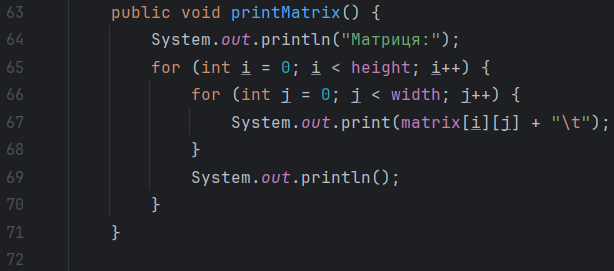 63 public void printMatrix() {
64 System.out.println("Матриця:");
65 for (int i = 0; i < height; i++) {
66 for (int j = 0; j < width; j++) {
67 System.out.print(matrix[i][j] + "\t");
68 }
69 System.out.println();
70 }
71 }
72